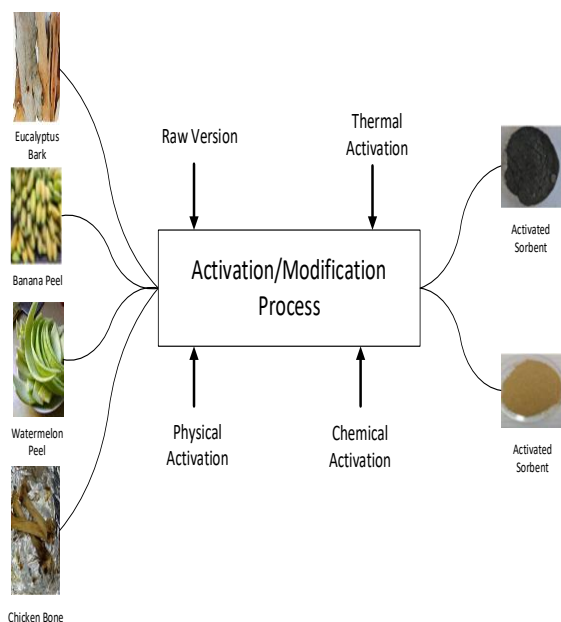 Eucalyptus
Bark
Banana Peel
Watermelon
Peel
Chicken Bone
Raw Version
Thermal
Activation
Activation/Modification
Process
Physical
Activation
Chemical
Activation
Activated
Sorbent
Activated
Sorbent